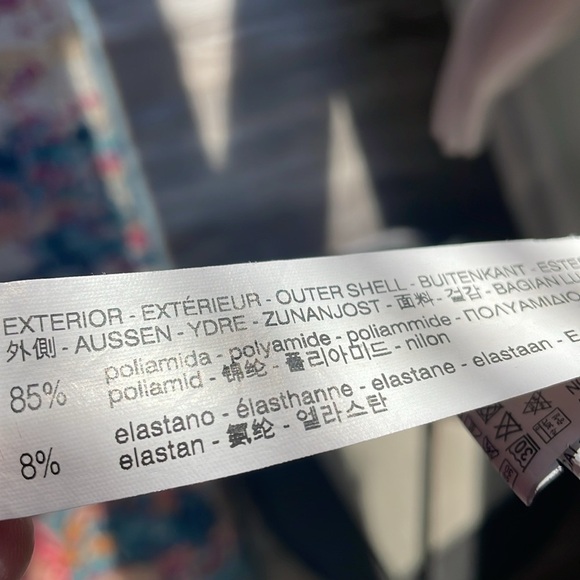 EXTERIOR - EXTÉRIEUR - OUTER SHELL - BUITENKANT -
外側 - AUSSEN - YDRE - ZUNANJOST - 面料 - 겉감 - BAGIAN
85% poliamida - polyamide - poliammide -
poliamid - 锦纶 - 폴리아미드 - nilon
elastano - élasthanne - elastane - elastaan -
8% elastan - 氨纶 - 엘라스탄
30